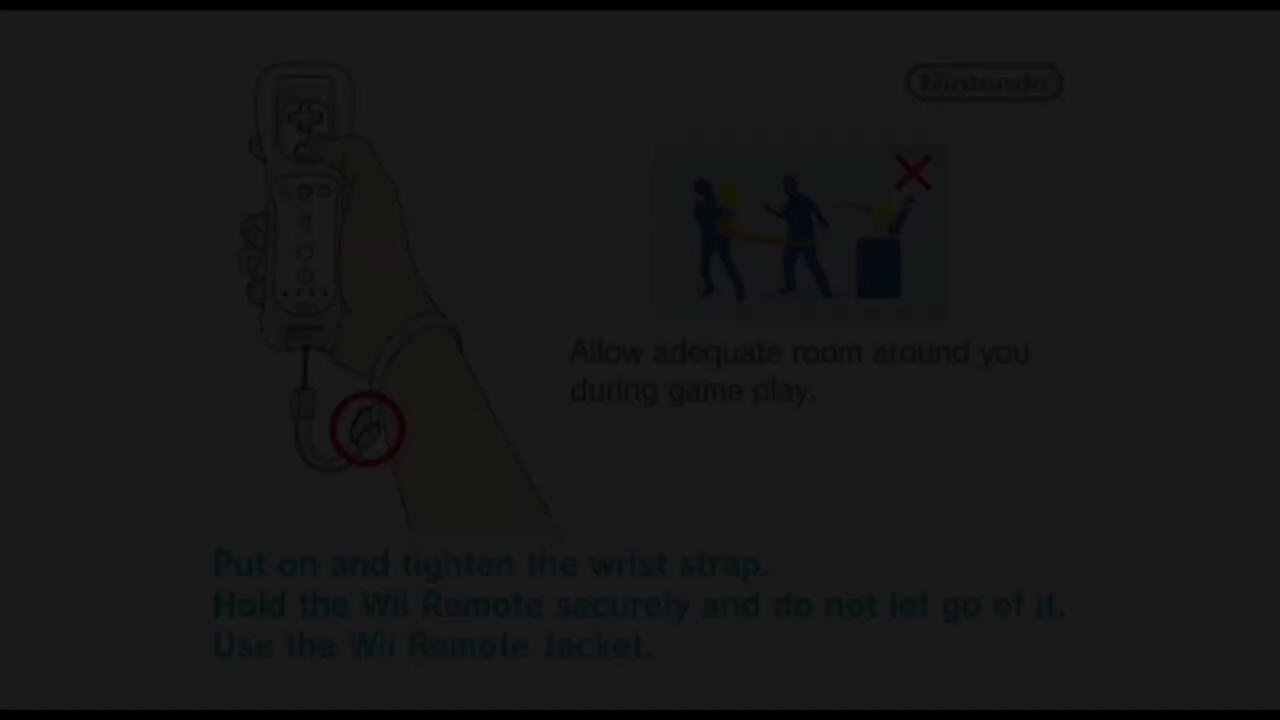 Nintendo
Allow adequate room around you
during game play.
Put on and tighten the wrist strap.
Hold the Wii Remote securely and do not let go of it.
Use the Wii Remote Jacket.